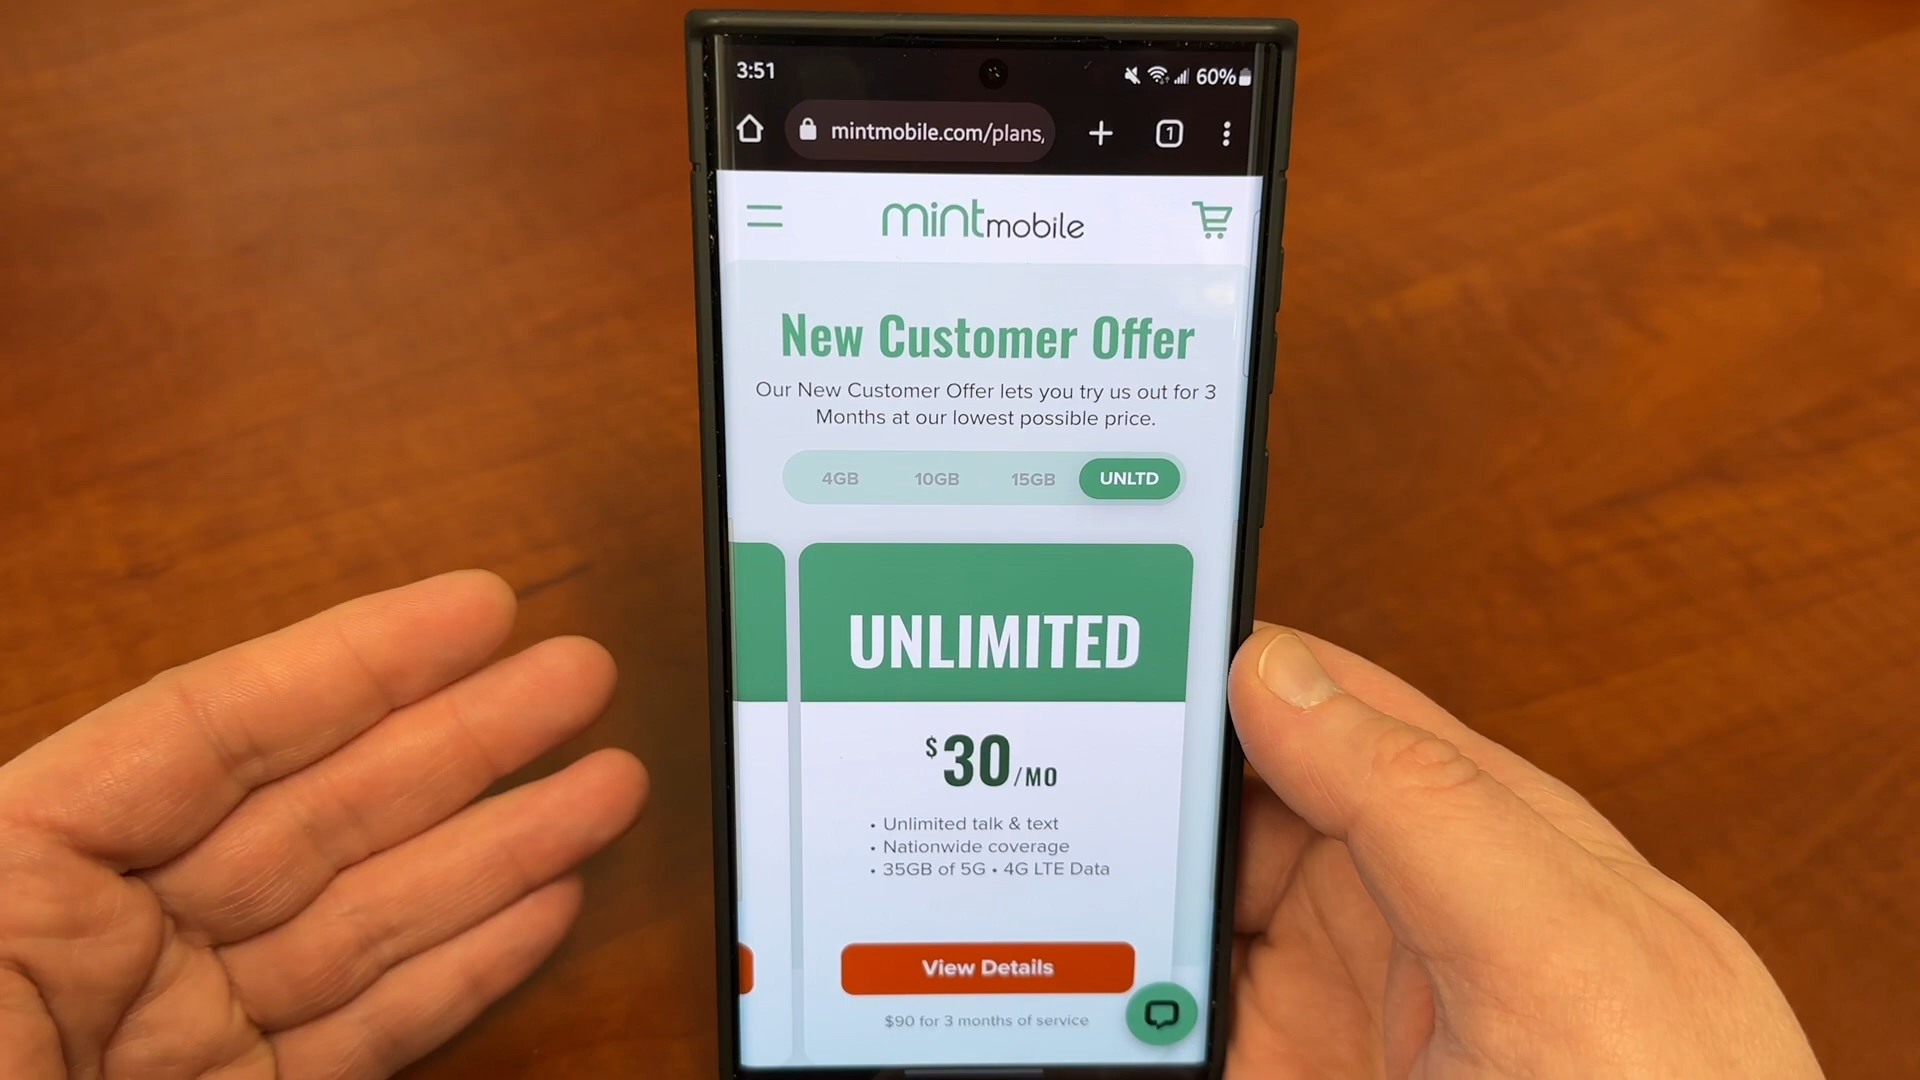 3:51
60%
mintmobile.com/plans,
1
mintmobile
New Customer Offer
Our New Customer Offer lets you try us out for 3
Months at our lowest possible price.
4GB 10GB 15GB UNLTD
UNLIMITED
$30/MO
• Unlimited talk & text
• Nationwide coverage
• 35GB of 5G • 4G LTE Data
View Details
$90 for 3 months of service